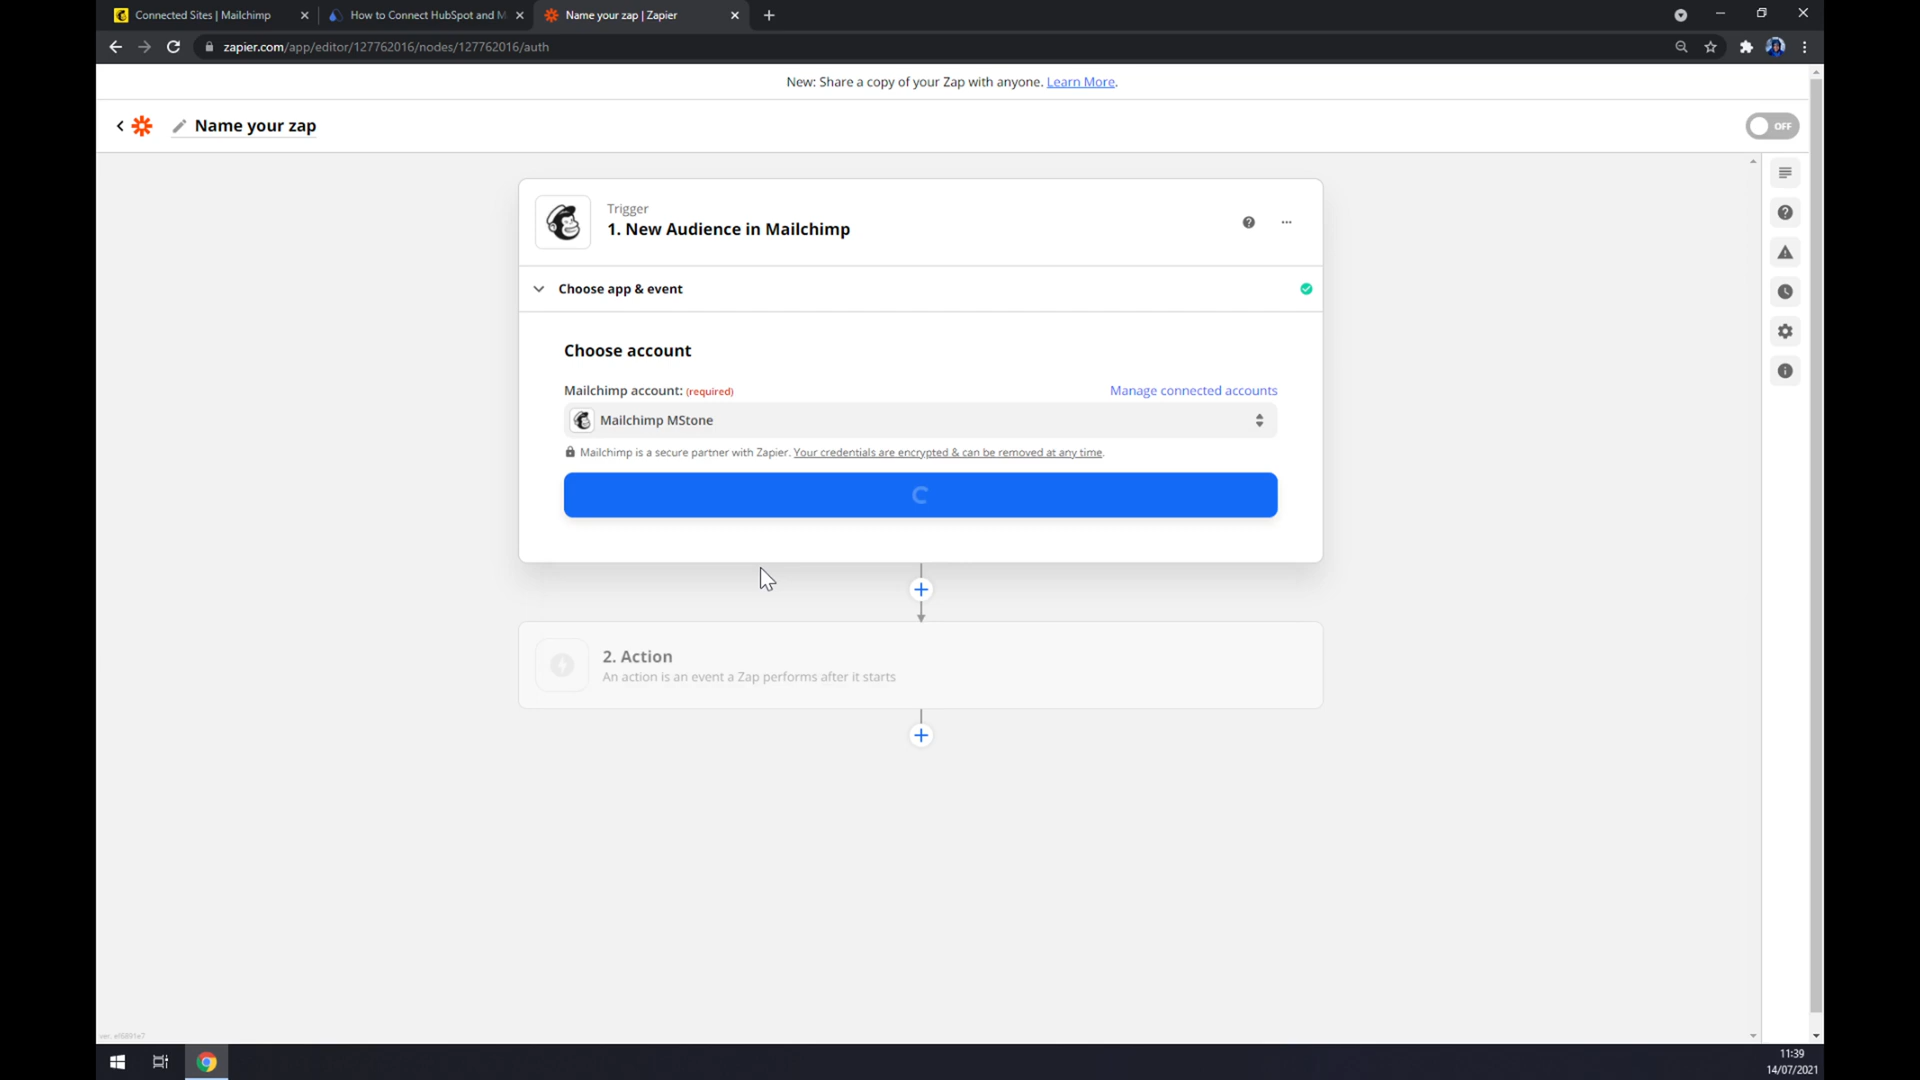 Connected Sites | Mailchimp
How to Connect HubSpot and M
Name your zap | Zapier
zapier.com/app/editor/127762016/nodes/127762016/auth
New: Share a copy of your Zap with anyone. Learn More.
Name your zap
OFF
Trigger
1. New Audience in Mailchimp
Choose app & event
Choose account
Mailchimp account: (required)
Manage connected accounts
Mailchimp MStone
Mailchimp is a secure partner with Zapier. Your credentials are encrypted & can be removed at any time.
2. Action
An action is an event a Zap performs after it starts
11:39
14/07/2021